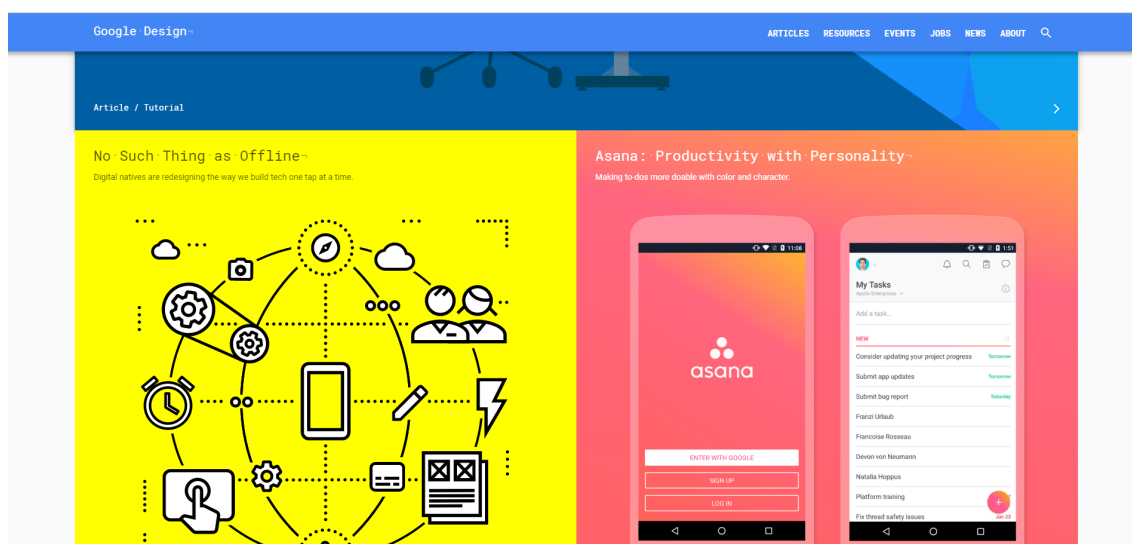 Google·Design¬
ARTICLES RESOURCES EVENTS JOBS NEWS ABOUT
Article / Tutorial
No·Such·Thing·as·Offline¬
Digital natives are redesigning the way we build tech one tap at a time.
Asana:·Productivity·with·Personality¬
Making to-dos more doable with color and character.
11:08
asana
ENTER WITH GOOGLE
SIGN UP
LOG IN
1:51
My Tasks
Apollo Enterprises
Add a task...
NEW
Consider updating your project progress Tomorrow
Submit app updates Tomorrow
Submit bug report Saturday
Franzi Urlaub
Francoise Rosseau
Devon von Neumann
Natalia Hoppus
Platform training
Fix thread safety issues Jan 23